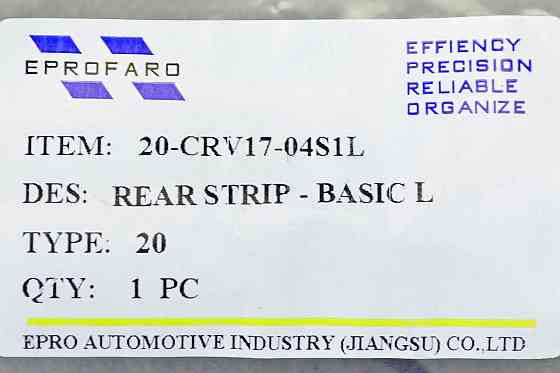 EPROFARO
EFFIENCY
PRECISION
RELIABLE
ORGANIZE
ITEM: 20-CRV17-04S1L
DES: REAR STRIP - BASIC L
TYPE: 20
QTY: 1 PC
EPRO AUTOMOTIVE INDUSTRY (JIANGSU) CO.,LTD